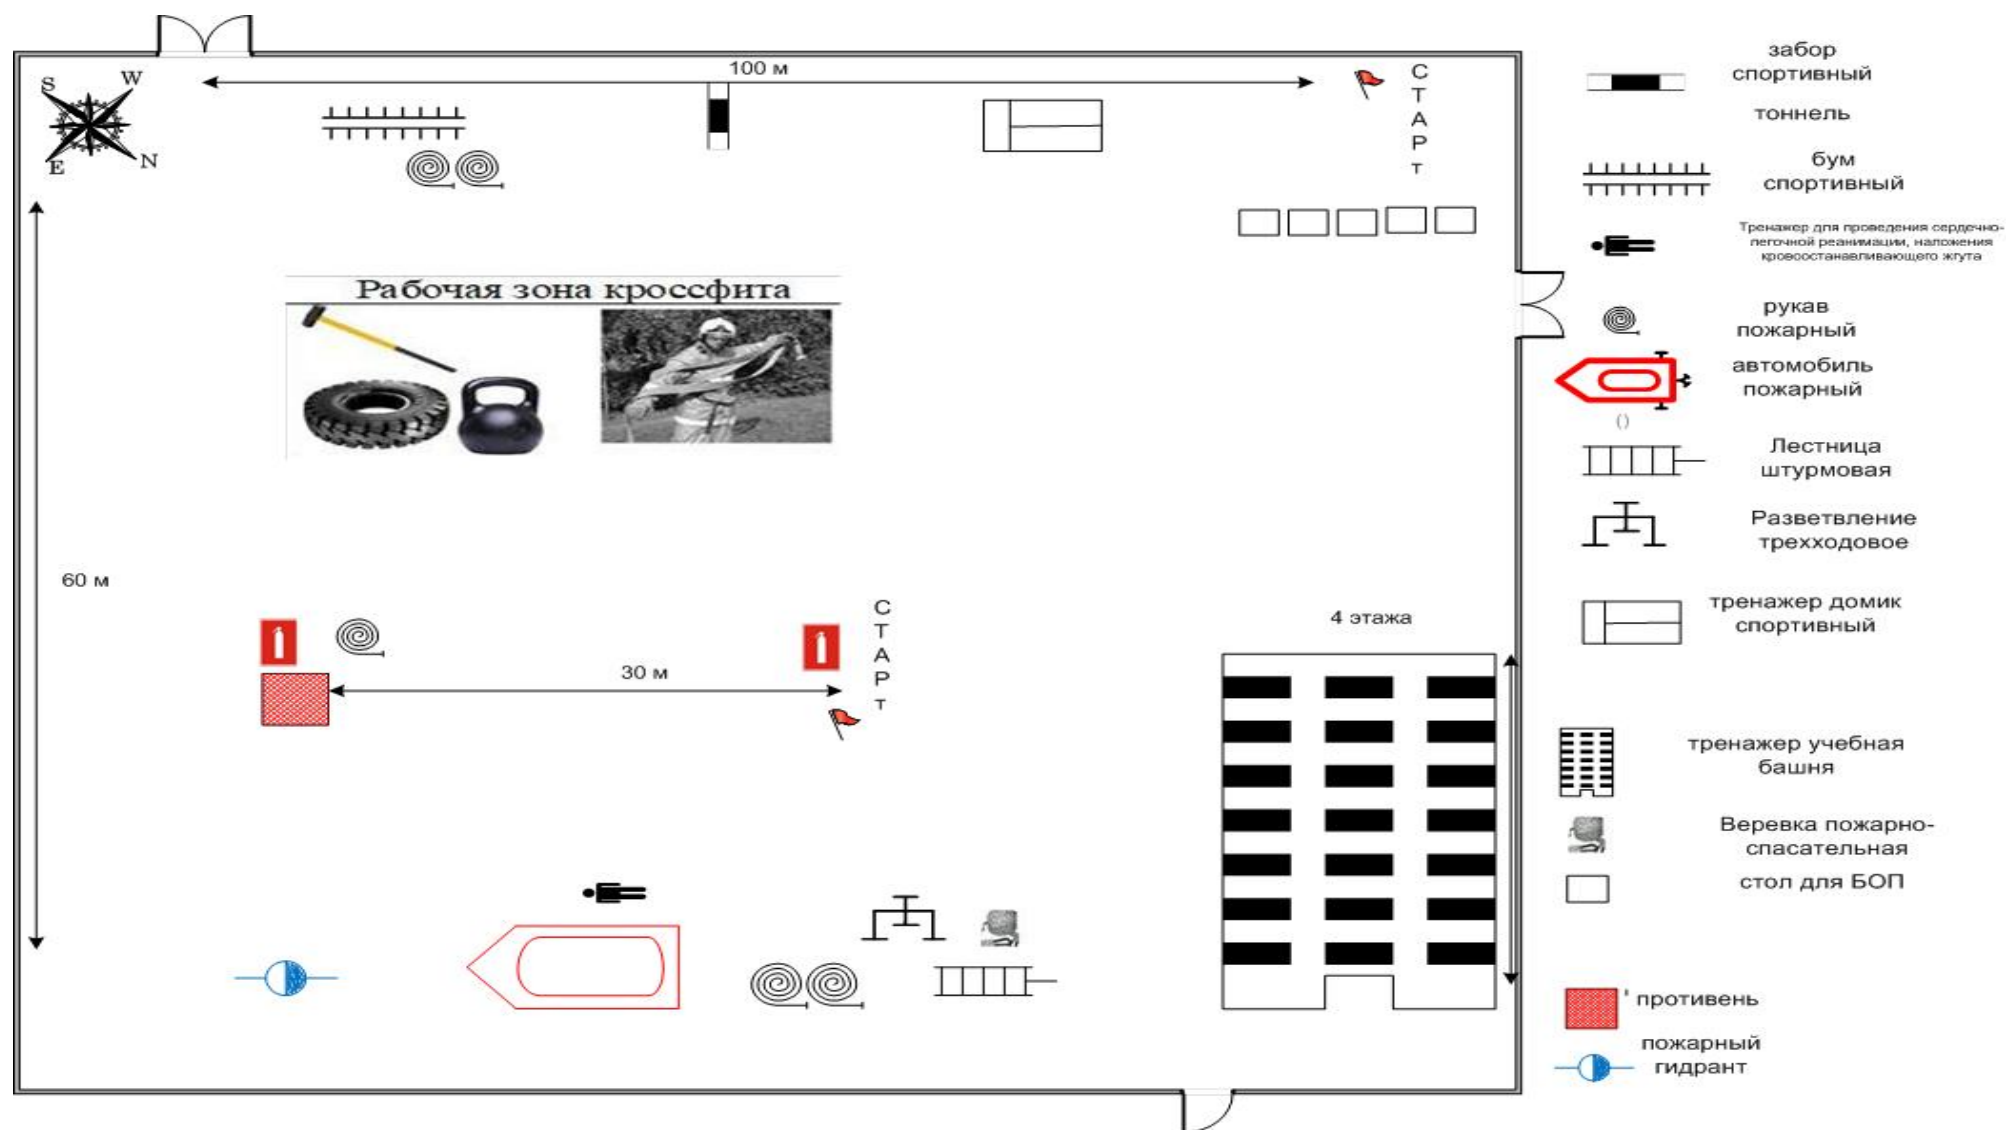 S
W
E
N
100 м
С
Т
А
Р
т
Рабочая зона кроссфита
60 м
30 м
С
Т
А
Р
т
4 этажа
забор
спортивный
тоннель
бум
спортивный
Тренажер для проведения сердечно-
легочной реанимации, наложения
кровоостанавливающего жгута
рукав
пожарный
автомобиль
пожарный
()
Лестница
штурмовая
Разветвление
трехходовое
тренажер домик
спортивный
тренажер учебная
башня
Веревка пожарно-
спасательная
стол для БОП
' противень
пожарный
гидрант